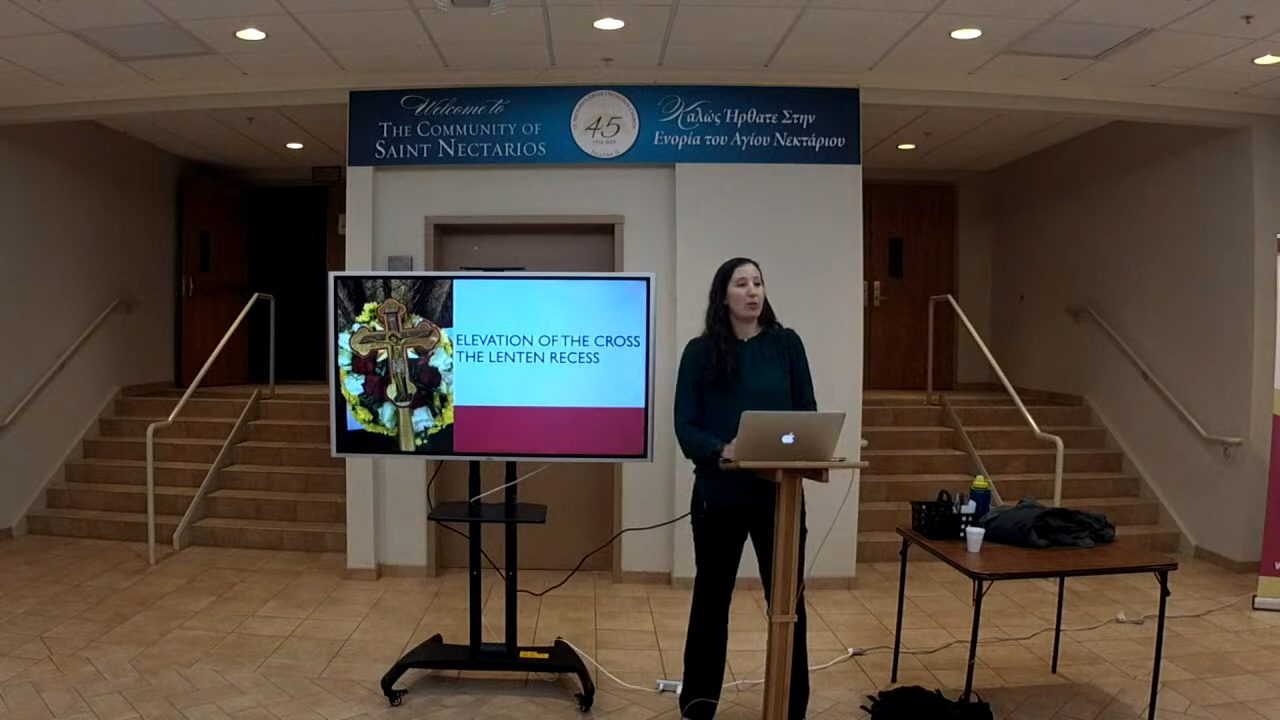 Welcome to
THE COMMUNITY OF
SAINT NECTARIOS
45
Καλώς Ήρθατε Στην
Ενορία του Αγίου Νεκτάριου
ELEVATION OF THE CROSS
THE LENTEN RECESS